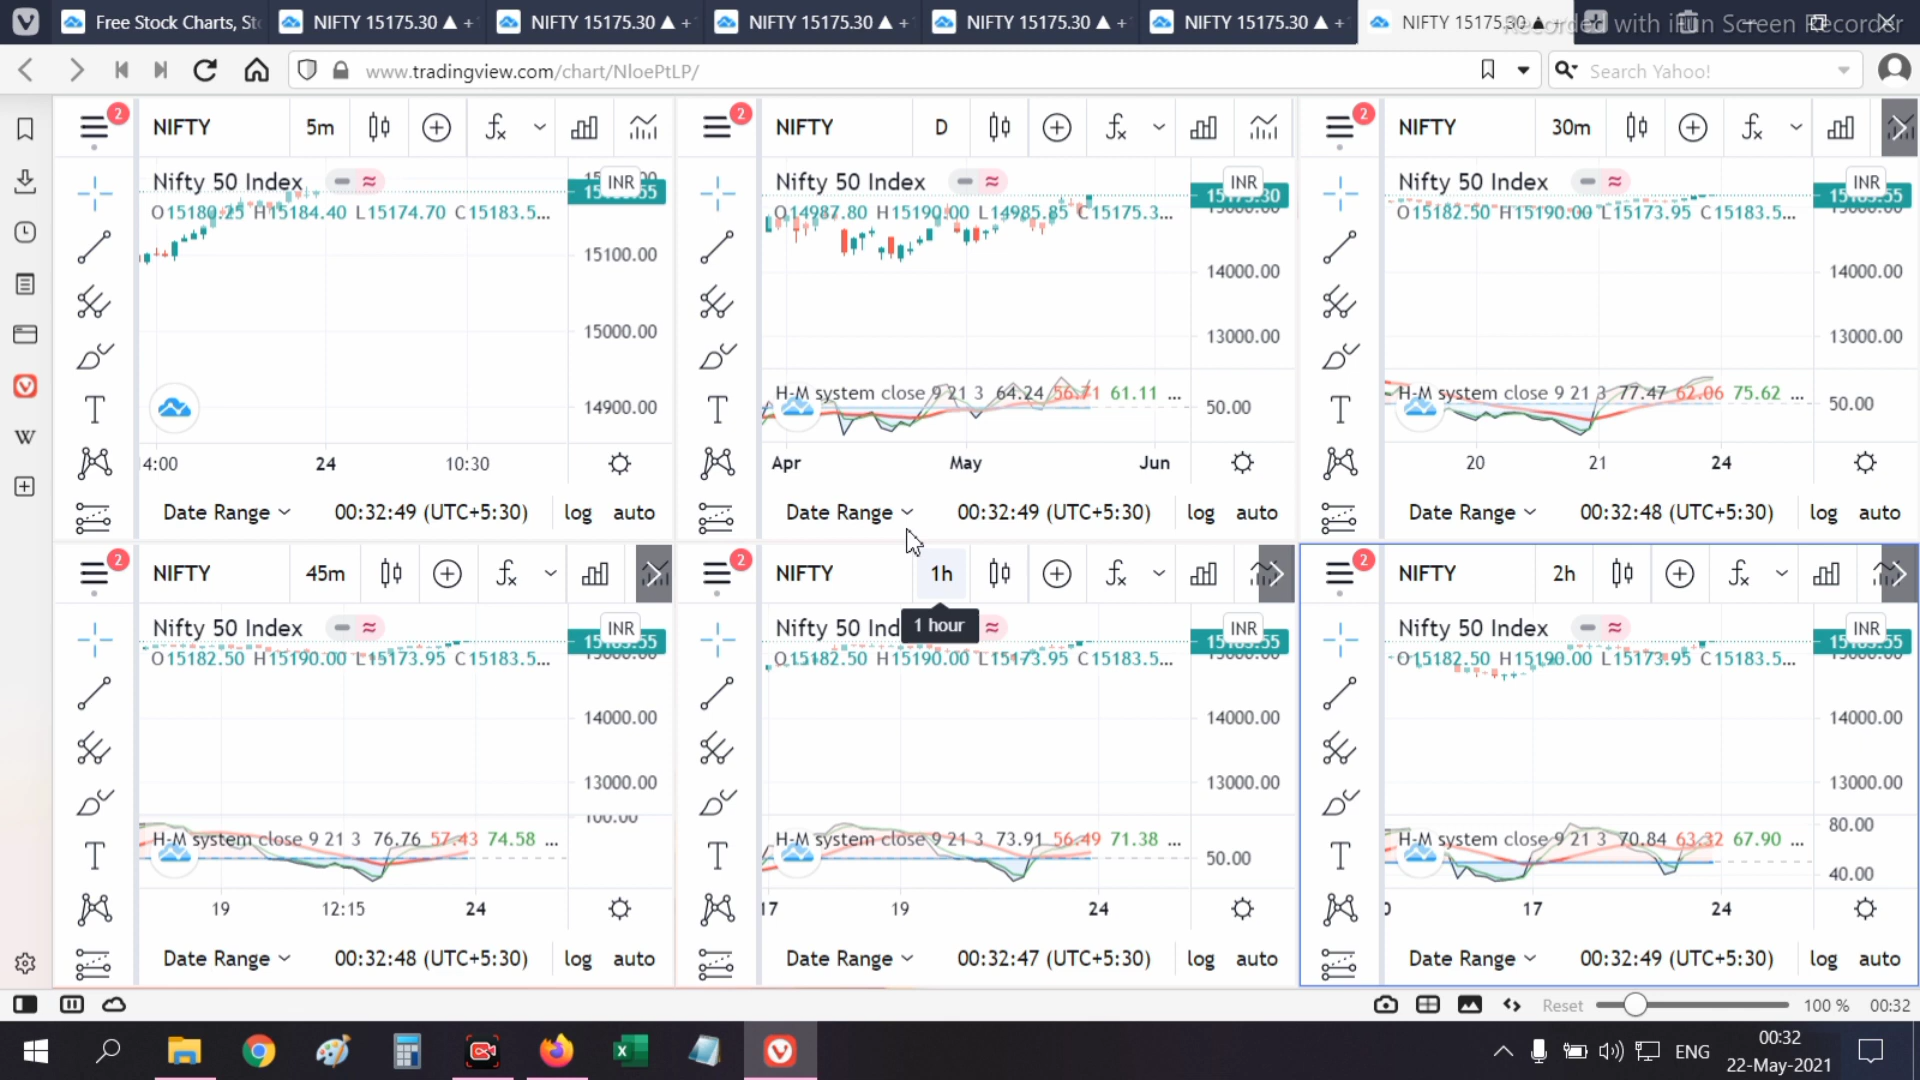 Free Stock Charts, St
NIFTY 15175.30 ▲ +
NIFTY 15175.30 ▲ +
NIFTY 15175.30 ▲ +
NIFTY 15175.30 ▲ +
NIFTY 15175.30 ▲ +
NIFTY 15175.30 ▲
Recorded with iFun Screen Recorder
www.tradingview.com/chart/NloePtLP/
Search Yahoo!
2
NIFTY 5m
Nifty 50 Index
INR
O15180.25 H15184.40 L15174.70 C15183.5...
15100.00
15000.00
14900.00
24 10:30
Date Range 00:32:49 (UTC+5:30) log auto
2
NIFTY D
Nifty 50 Index
INR
O14987.80 H15190.00 L14985.85 C15175.3...
14000.00
13000.00
H-M system close 9 21 3 64.24 56.71 61.11 ...
50.00
Apr May Jun
Date Range 00:32:49 (UTC+5:30) log auto
2
NIFTY 30m
Nifty 50 Index
INR
O15182.50 H15190.00 L15173.95 C15183.5...
14000.00
13000.00
H-M system close 9 21 3 77.47 62.06 75.62 ...
50.00
20 21 24
Date Range 00:32:48 (UTC+5:30) log auto
2
NIFTY 45m
Nifty 50 Index
INR
O15182.50 H15190.00 L15173.95 C15183.5...
14000.00
13000.00
100.00
H-M system close 9 21 3 76.76 57.43 74.58 ...
19 12:15 24
Date Range 00:32:48 (UTC+5:30) log auto
2
NIFTY 1h
1 hour
Nifty 50 Ind
INR
O15182.50 H15190.00 L15173.95 C15183.5...
14000.00
13000.00
H-M system close 9 21 3 73.91 56.49 71.38 ...
50.00
17 19 24
Date Range 00:32:47 (UTC+5:30) log auto
2
NIFTY 2h
Nifty 50 Index
INR
O15182.50 H15190.00 L15173.95 C15183.5...
14000.00
13000.00
H-M system close 9 21 3 70.84 63.32 67.90 ...
80.00
40.00
17 24
Date Range 00:32:49 (UTC+5:30) log auto
Reset 100 % 00:32
ENG
00:32
22-May-2021